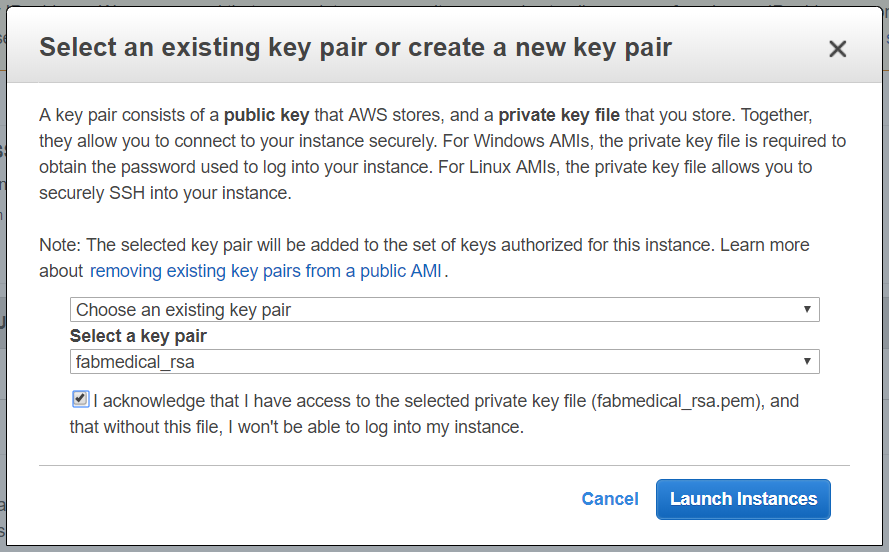 Select an existing key pair or create a new key pair
A key pair consists of a public key that AWS stores, and a private key file that you store. Together,
they allow you to connect to your instance securely. For Windows AMIs, the private key file is required to
obtain the password used to log into your instance. For Linux AMIs, the private key file allows you to
securely SSH into your instance.
Note: The selected key pair will be added to the set of keys authorized for this instance. Learn more
about removing existing key pairs from a public AMI.
Choose an existing key pair
Select a key pair
fabmedical_rsa
I acknowledge that I have access to the selected private key file (fabmedical_rsa.pem), and
that without this file, I won't be able to log into my instance.
Cancel Launch Instances